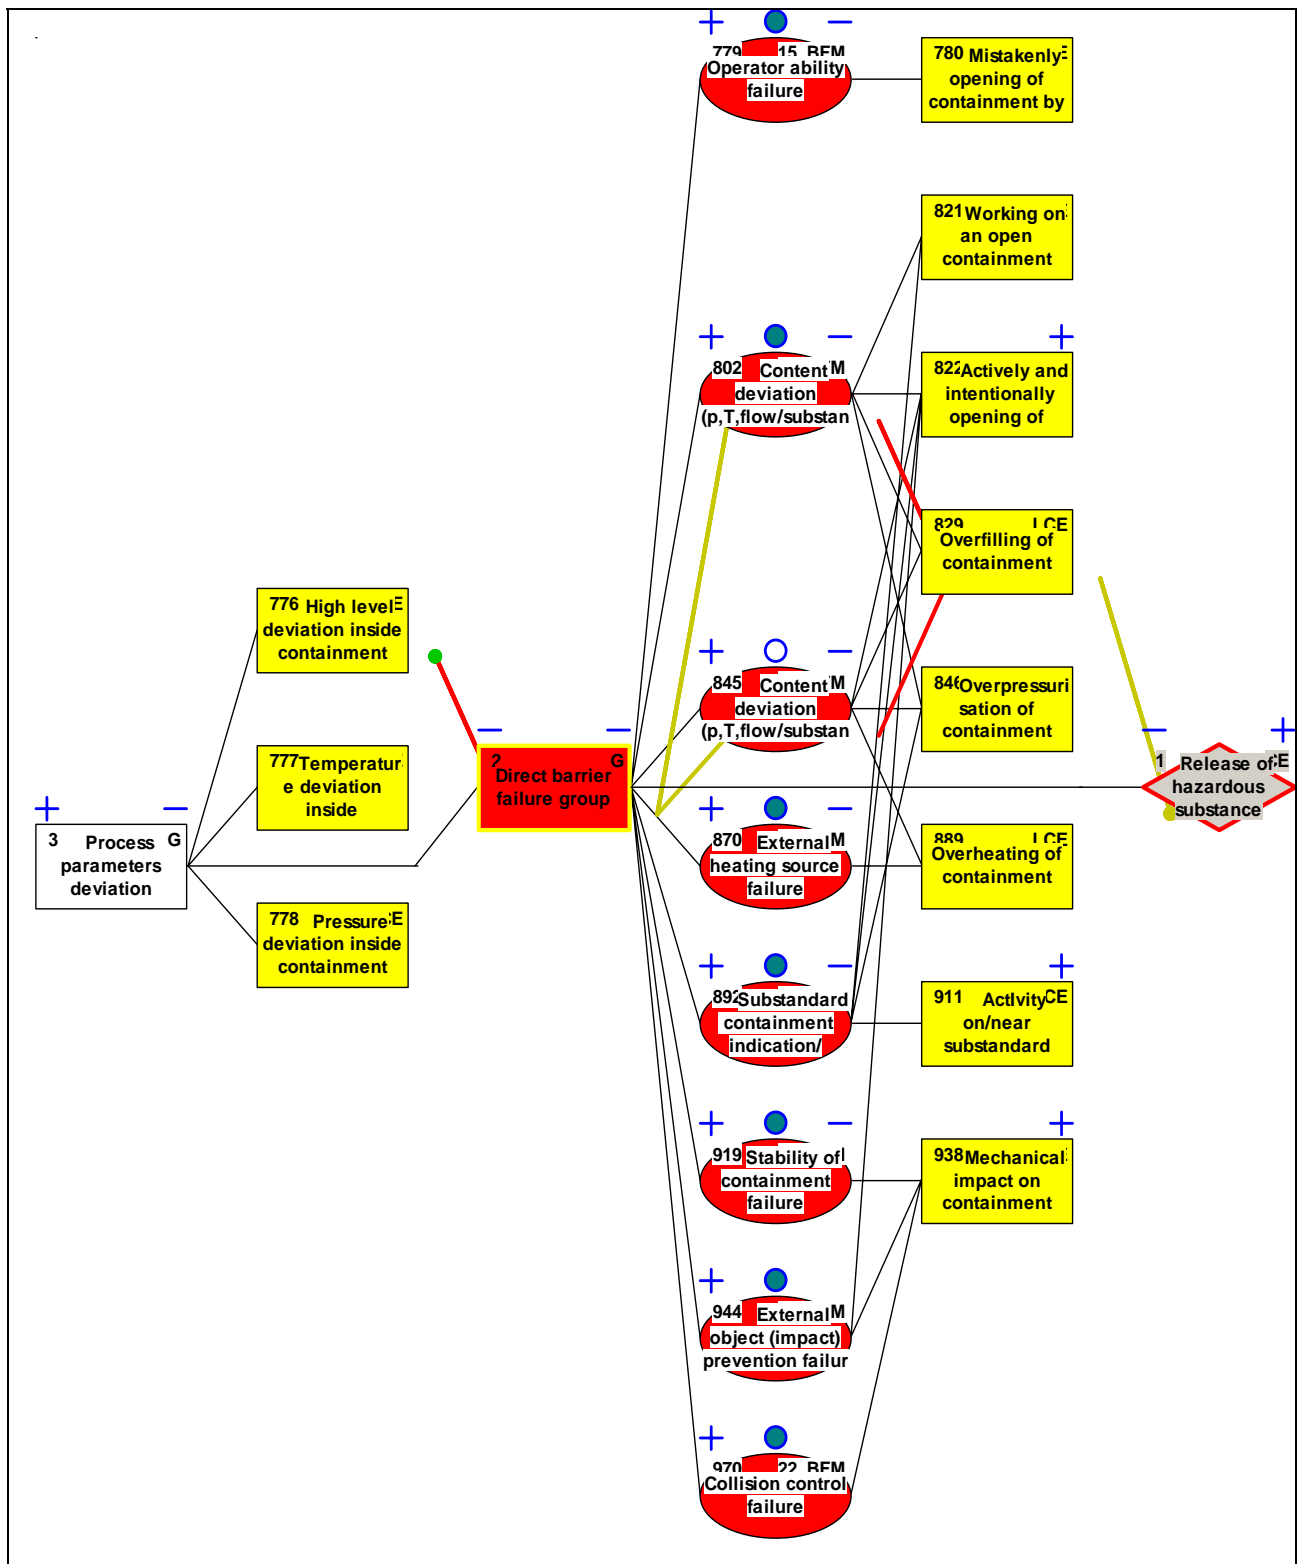 779 15 BFM
Operator ability
failure
780 Mistakenly
opening of
containment by
821 Working on
an open
containment
802 Content M
deviation
(p,T,flow/substan
822 Actively and
intentionally
opening of
829 LCE
Overfilling of
containment
776 High level E
deviation inside
containment
845 Content M
deviation
(p,T,flow/substan
846 Overpressuri
sation of
containment
777 Temperatur
e deviation
inside
2 G
Direct barrier
failure group
1 Release of CE
hazardous
substance
3 Process G
parameters
deviation
870 External M
heating source
failure
889 LCE
Overheating of
containment
778 Pressure E
deviation inside
containment
892 Substandard
containment
indication/
911 ActIvity CE
on/near
substandard
919 Stability of
containment
failure
938 Mechanical
impact on
containment
944 External M
object (impact)
prevention failur
970 22 BFM
Collision control
failure